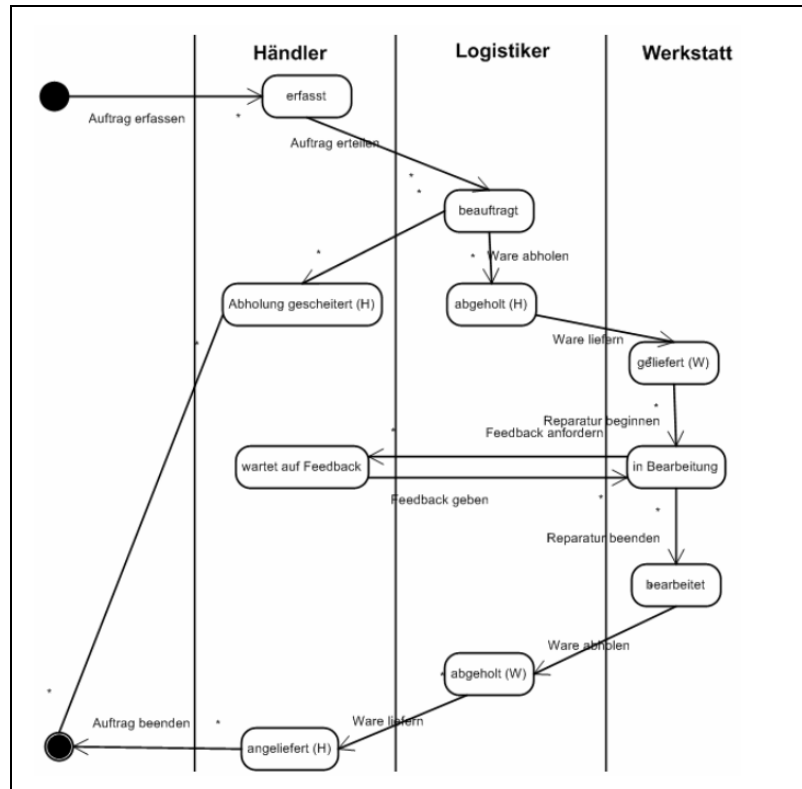 Händler Logistiker Werkstatt
erfasst
Auftrag erfassen
*
Auftrag erteilen
*
*
beauftragt
*
* Ware abholen
Abholung gescheitert (H)
abgeholt (H)
*
Ware liefern
geliefert (W)
*
*
Reparatur beginnen
*
Feedback anfordern
wartet auf Feedback
in Bearbeitung
Feedback geben
*
*
Reparatur beenden
bearbeitet
*
Ware abholen
abgeholt (W)
*
*
Auftrag beenden
*
Ware liefern
angeliefert (H)